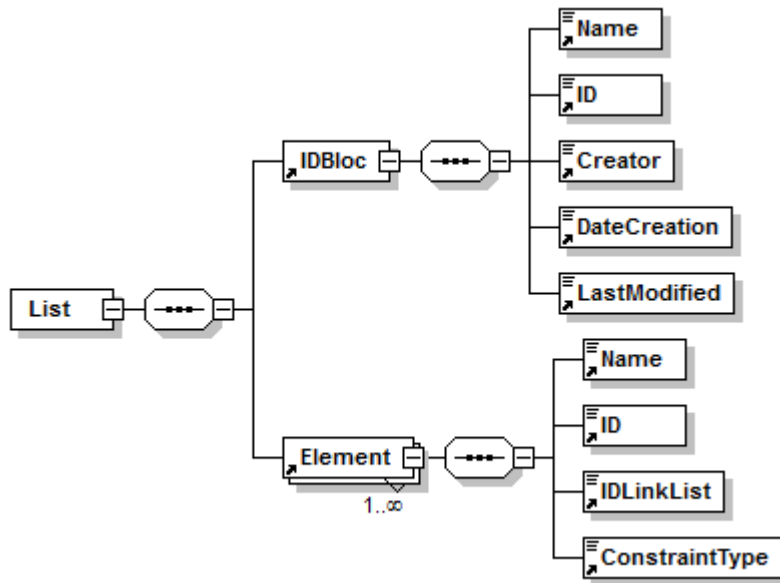 Name
ID
IDBloc
Creator
DateCreation
LastModified
List
Name
ID
Element
1..∞
IDLinkList
ConstraintType